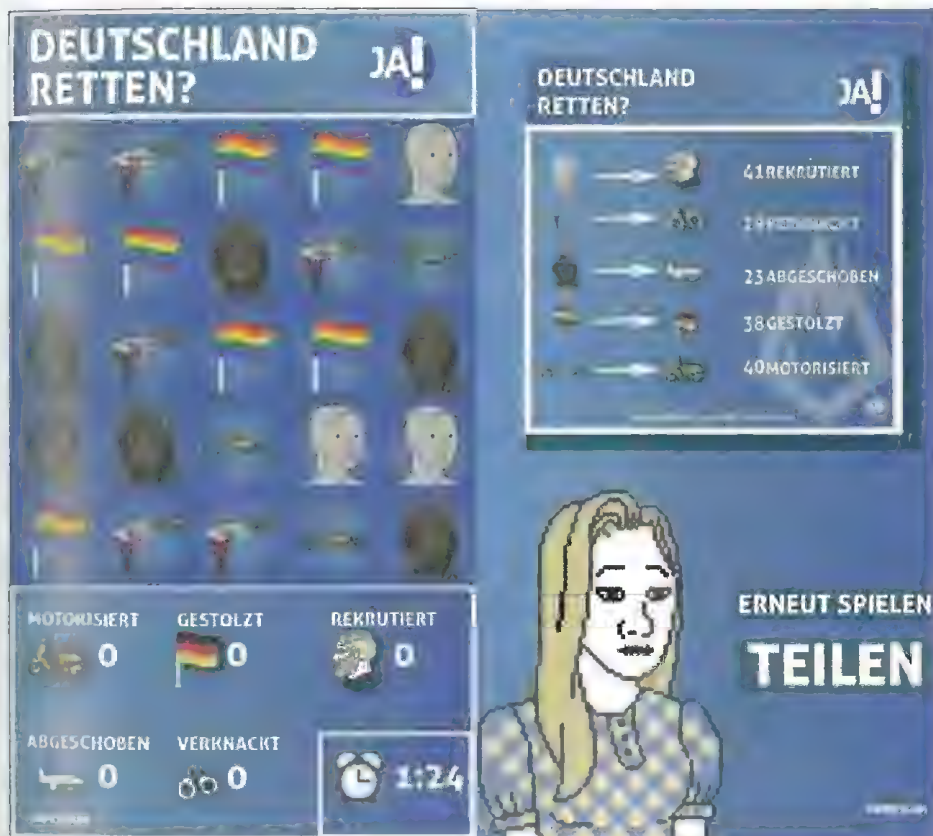 DEUTSCHLAND
RETTEN?
JA!
MOTORISIERT
0
GESTOLZT
0
REKRUTIERT
0
ABGESCHOBEN
0
VERKNACKT
0
1:24
DEUTSCHLAND
RETTEN?
JA!
41 REKRUTIERT
23 ABGESCHOBEN
38 GESTOLZT
40 MOTORISIERT
ERNEUT SPIELEN
TEILEN